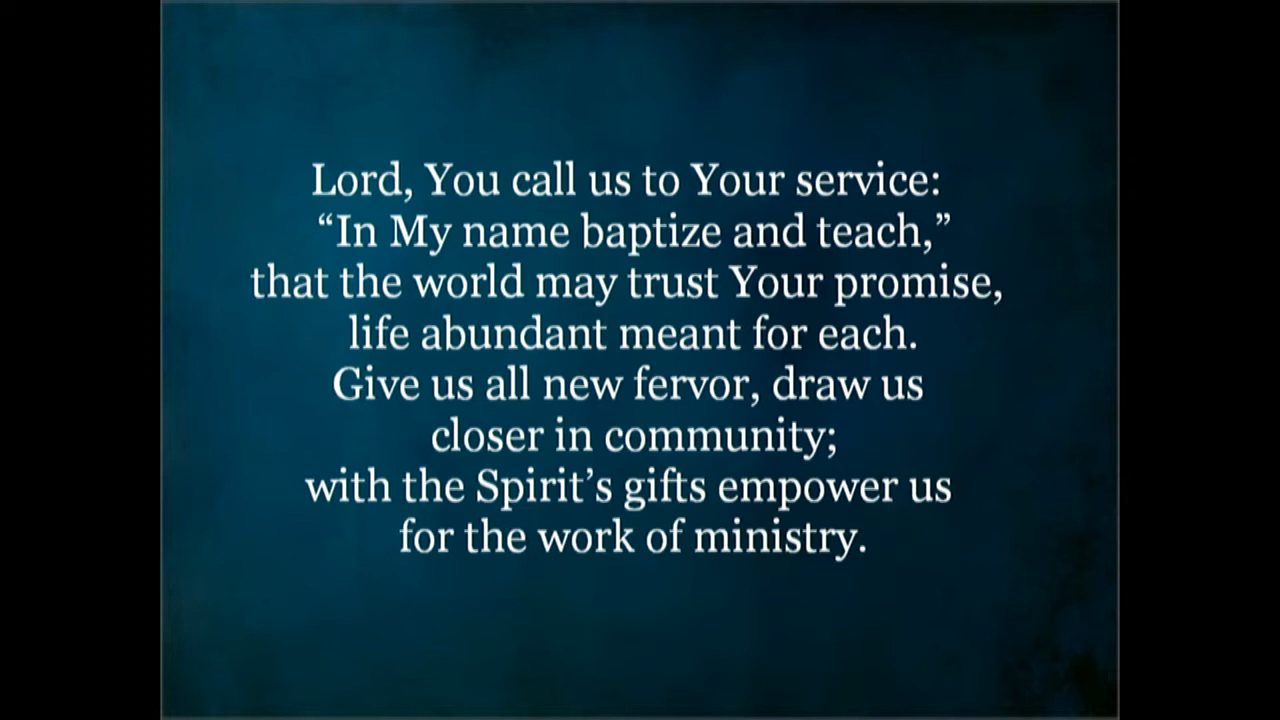 Lord, You call us to Your service:
“In My name baptize and teach,”
that the world may trust Your promise,
life abundant meant for each.
Give us all new fervor, draw us
closer in community;
with the Spirit’s gifts empower us
for the work of ministry.